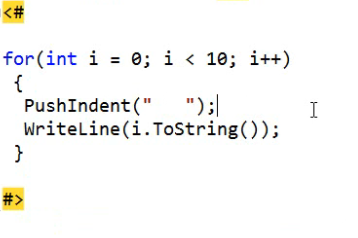 <#
for(int i = 0; i < 10; i++)
{
PushIndent("   ");
WriteLine(i.ToString());
}
#>